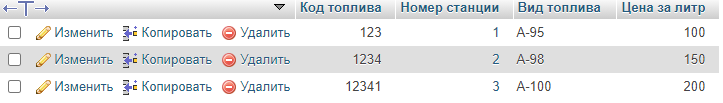 Код топлива Номер станции Вид топлива Цена за литр
Изменить Копировать Удалить 123 1 А-95 100
Изменить Копировать Удалить 1234 2 А-98 150
Изменить Копировать Удалить 12341 3 А-100 200